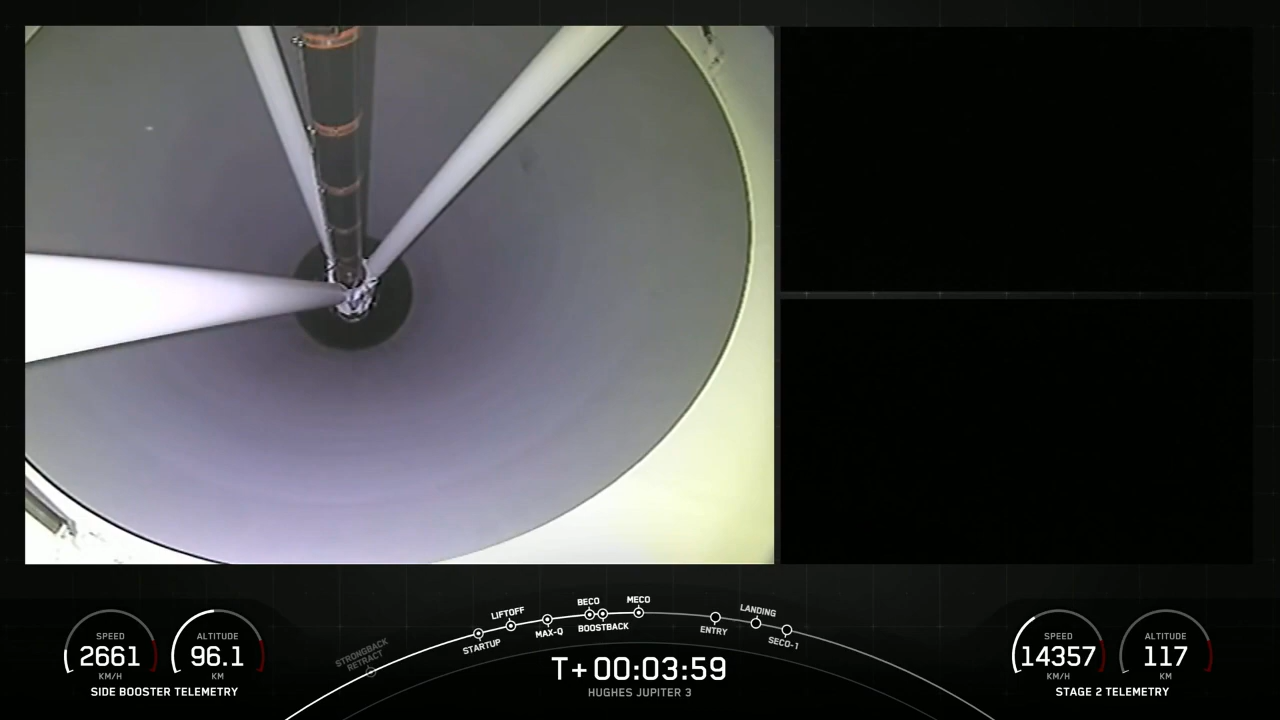 SPEED
2661
KM/H
ALTITUDE
96.1
KM
SIDE BOOSTER TELEMETRY
STRONGBACK
RETRACT
STARTUP
LIFTOFF
MAX-Q
BECO
BOOSTBACK
MECO
ENTRY
LANDING
SECO-1
T+ 00:03:59
HUGHES JUPITER 3
SPEED
14357
KM/H
ALTITUDE
117
KM
STAGE 2 TELEMETRY